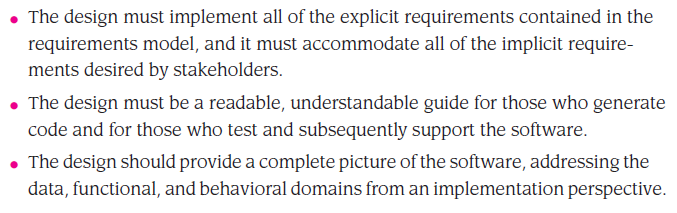 • The design must implement all of the explicit requirements contained in the
requirements model, and it must accommodate all of the implicit require-
ments desired by stakeholders.
• The design must be a readable, understandable guide for those who generate
code and for those who test and subsequently support the software.
• The design should provide a complete picture of the software, addressing the
data, functional, and behavioral domains from an implementation perspective.